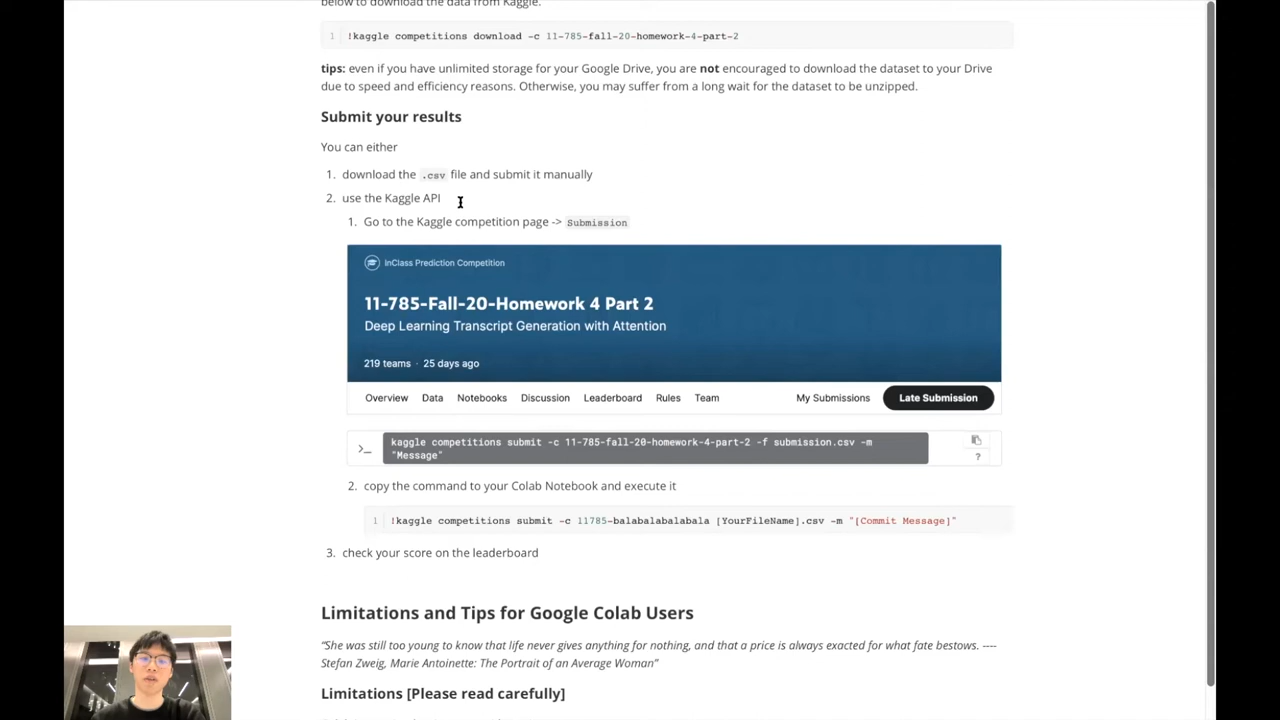 below to download the data from Kaggle.
1 !kaggle competitions download -c 11-785-fall-20-homework-4-part-2
tips: even if you have unlimited storage for your Google Drive, you are not encouraged to download the dataset to your Drive
due to speed and efficiency reasons. Otherwise, you may suffer from a long wait for the dataset to be unzipped.
Submit your results
You can either
1. download the .csv file and submit it manually
2. use the Kaggle API
1. Go to the Kaggle competition page -> Submission
InClass Prediction Competition
11-785-Fall-20-Homework 4 Part 2
Deep Learning Transcript Generation with Attention
219 teams · 25 days ago
Overview Data Notebooks Discussion Leaderboard Rules Team My Submissions Late Submission
>_ kaggle competitions submit -c 11-785-fall-20-homework-4-part-2 -f submission.csv -m
"Message"
?
2. copy the command to your Colab Notebook and execute it
1 !kaggle competitions submit -c 11785-balabalabalabala [YourFileName].csv -m "[Commit Message]"
3. check your score on the leaderboard
Limitations and Tips for Google Colab Users
“She was still too young to know that life never gives anything for nothing, and that a price is always exacted for what fate bestows. ----
Stefan Zweig, Marie Antoinette: The Portrait of an Average Woman”
Limitations [Please read carefully]